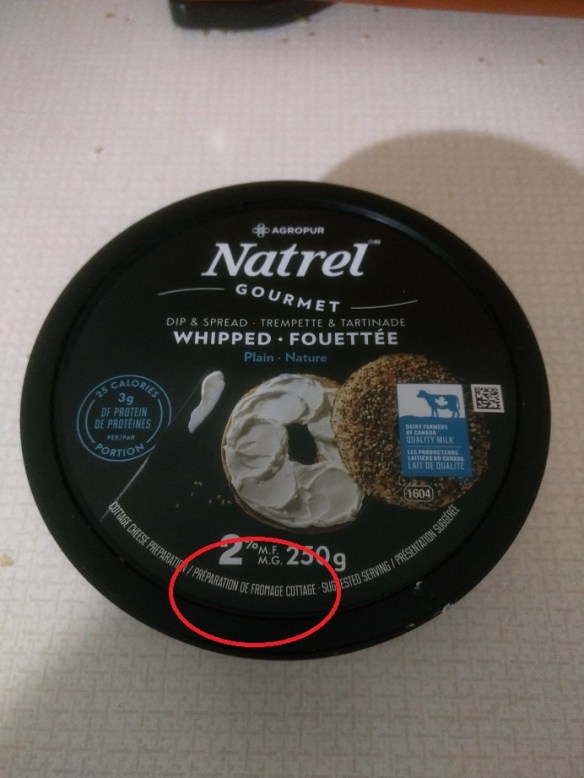 AGROPUR
Natrel
GOURMET
DIP & SPREAD · TREMPETTE & TARTINADE
WHIPPED · FOUETTÉE
Plain · Nature
25 CALORIES
3g
OF PROTEIN
DE PROTÉINES
PER/PAR
PORTION
DAIRY FARMERS
OF CANADA
QUALITY MILK
LES PRODUCTEURS
LAITIERS DU CANADA
LAIT DE QUALITÉ
1604
2% M.F. M.G. 250g
COTTAGE CHEESE PREPARATION / PRÉPARATION DE FROMAGE COTTAGE · SUGGESTED SERVING / PRÉSENTATION SUGGÉRÉE